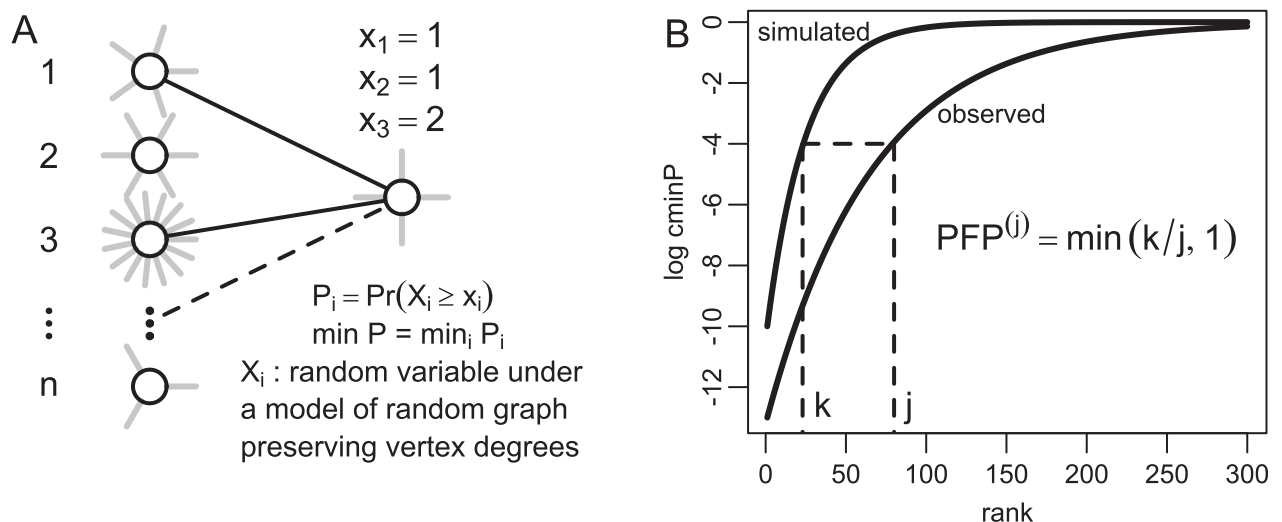 A
1
2
3
n
x₁ = 1
x₂ = 1
x₃ = 2
Pᵢ = Pr(Xᵢ ≥ xᵢ)
min P = minᵢ Pᵢ
Xᵢ : random variable under
a model of random graph
preserving vertex degrees
B
simulated
observed
PFP⁽ʲ⁾ = min (k/j, 1)
k
j
log cminP
0
-2
-4
-6
-8
-10
-12
0 50 100 150 200 250 300
rank